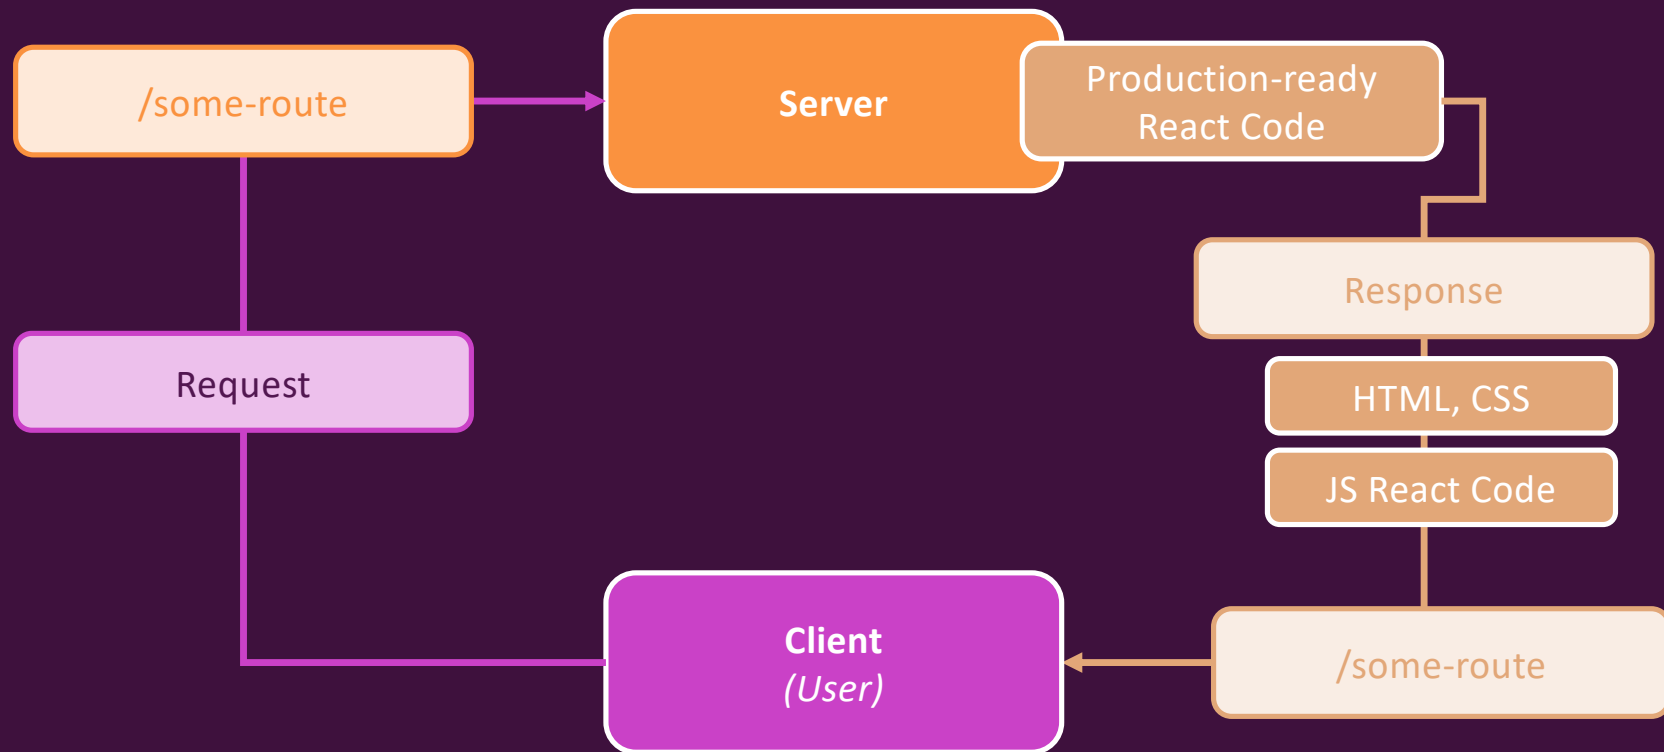 /some-route
Server
Production-ready
React Code
Response
Request
HTML, CSS
JS React Code
Client
(User)
/some-route